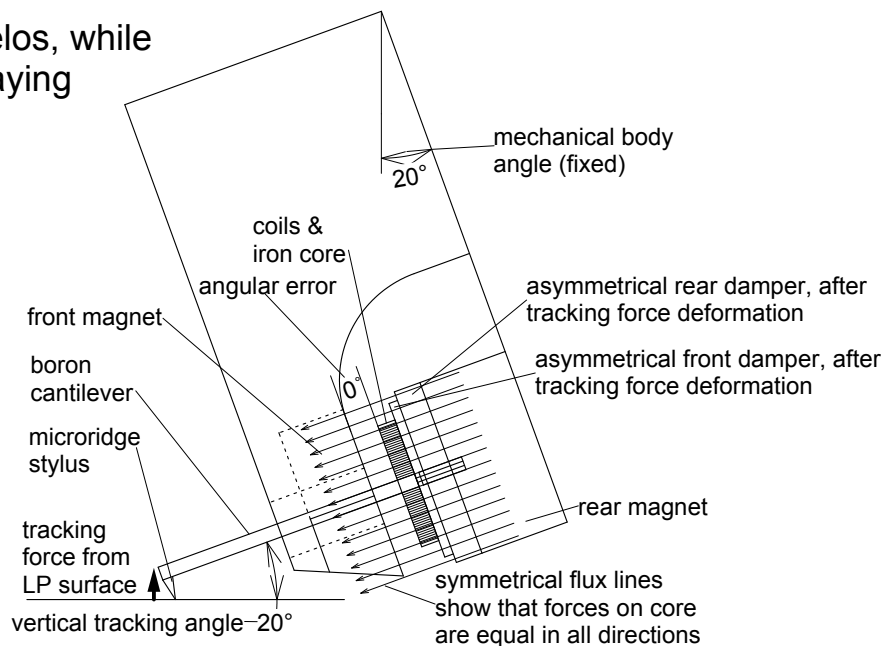 elos, while
aying
mechanical body
angle (fixed)
20°
coils &
iron core
angular error
front magnet
asymmetrical rear damper, after
tracking force deformation
boron
cantilever
0°
asymmetrical front damper, after
tracking force deformation
microridge
stylus
rear magnet
tracking
force from
LP surface
symmetrical flux lines
show that forces on core
are equal in all directions
vertical tracking angle 20°